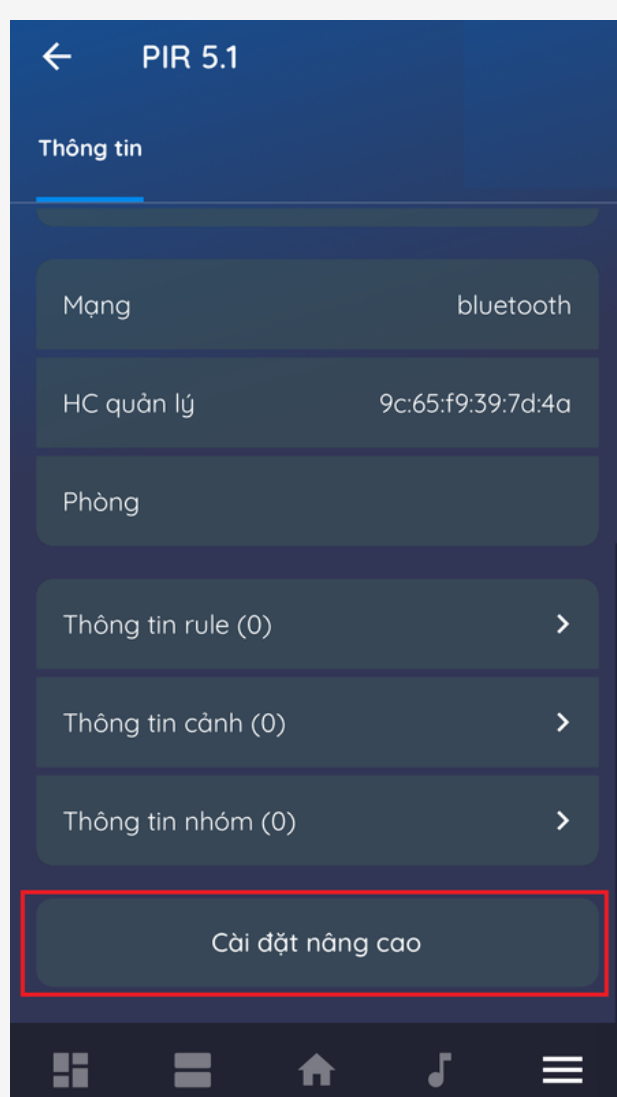 PIR 5.1
Thông tin
Mạng bluetooth
HC quản lý 9c:65:f9:39:7d:4a
Phòng
Thông tin rule (0)
Thông tin cảnh (0)
Thông tin nhóm (0)
Cài đặt nâng cao